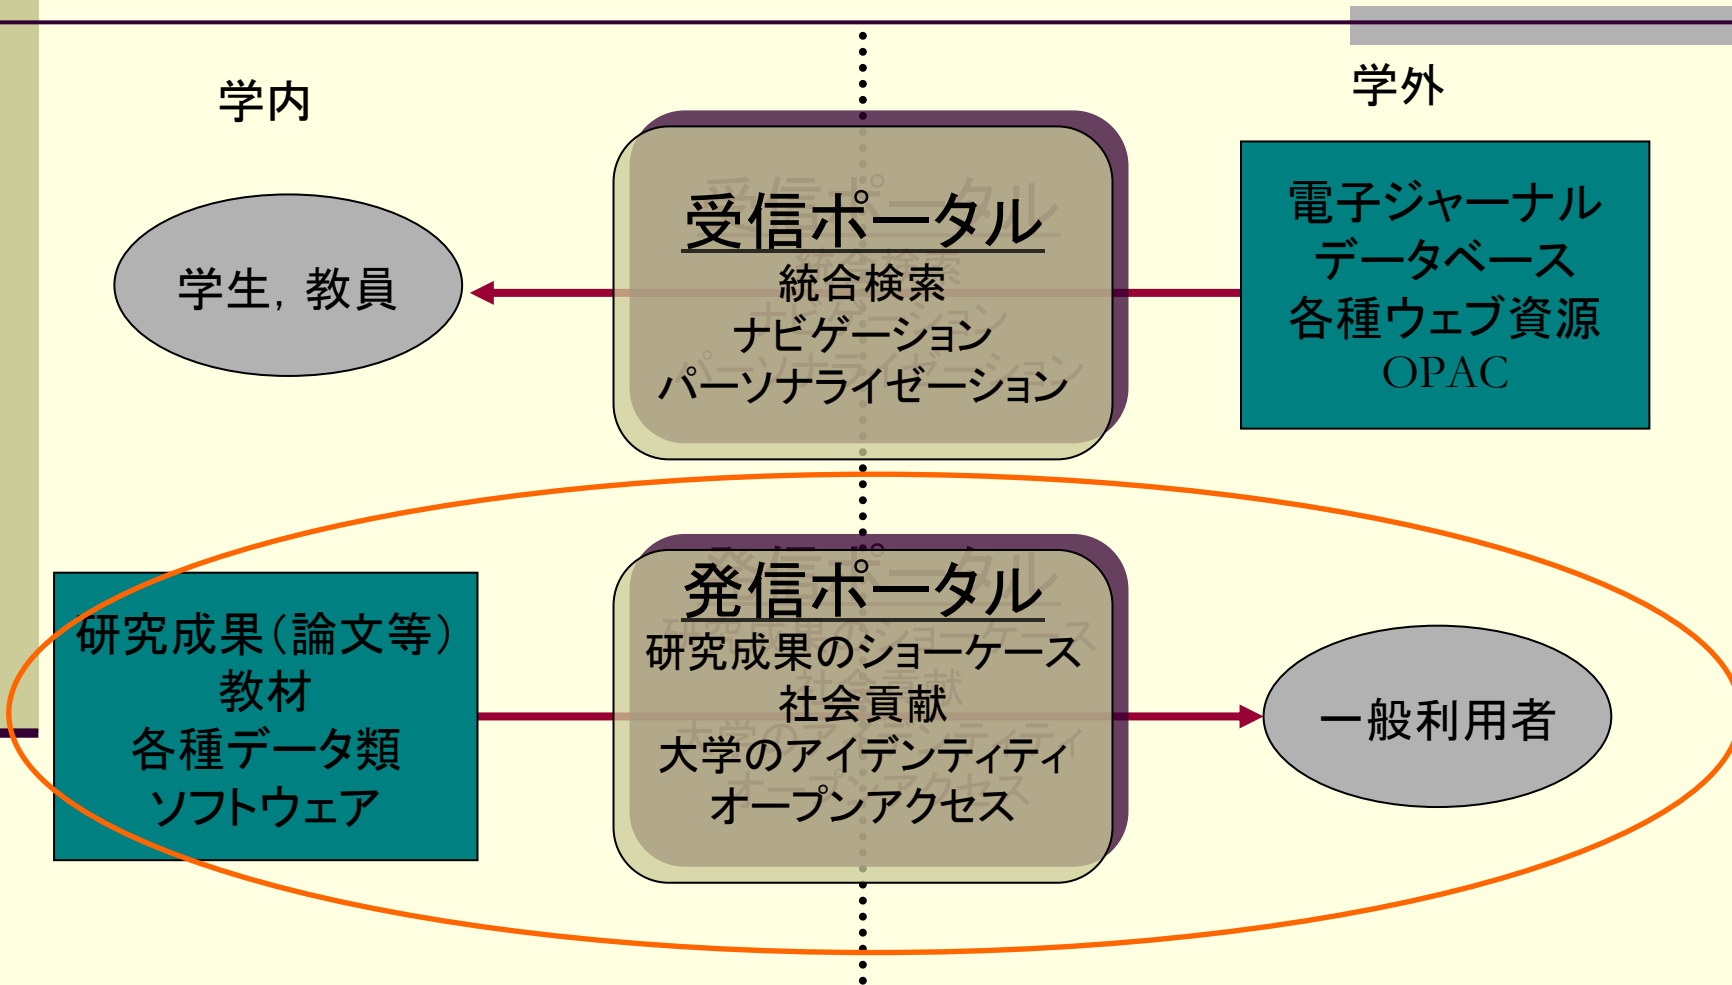 学内
学外
学生，教員
受信ポータル
統合検索
ナビゲーション
パーソナライゼーション
電子ジャーナル
データベース
各種ウェブ資源
OPAC
研究成果（論文等）
教材
各種データ類
ソフトウェア
発信ポータル
研究成果のショーケース
社会貢献
大学のアイデンティティ
オープンアクセス
一般利用者